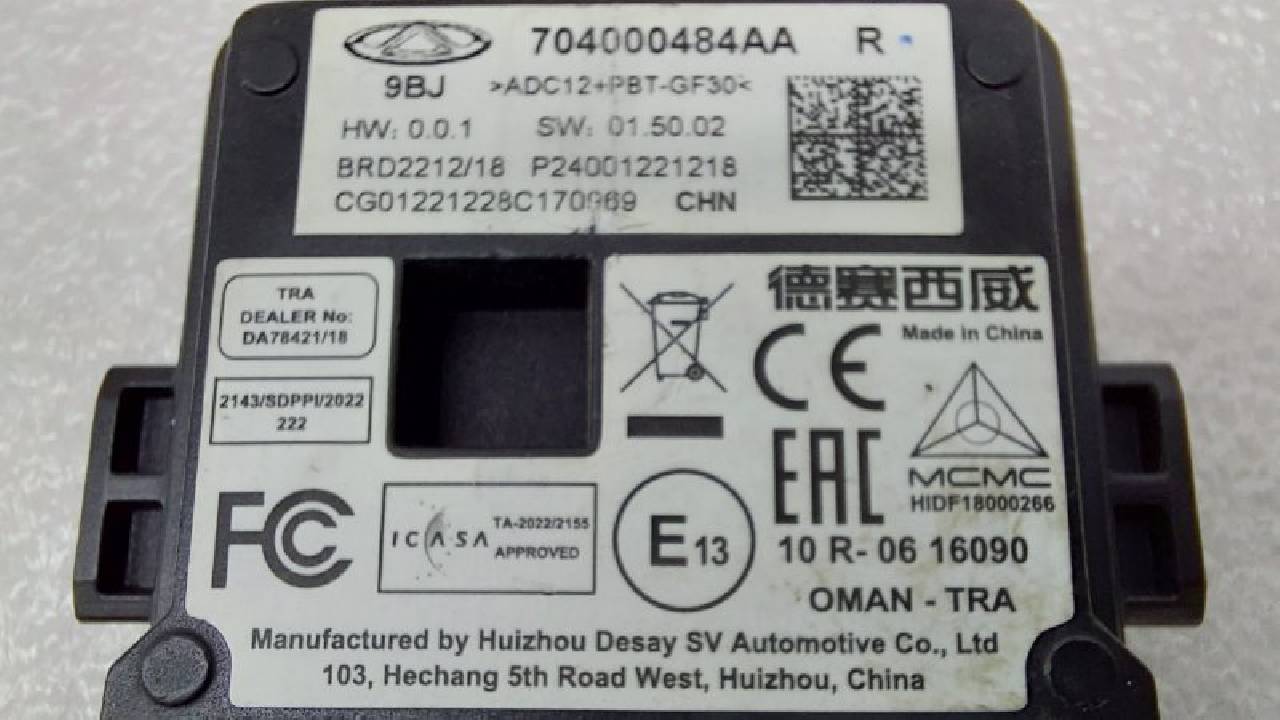 704000484AA R
9BJ >ADC12+PBT-GF30<
HW: 0.0.1 SW: 01.50.02
BRD2212/18 P24001221218
CG01221228C170969 CHN
TRA
DEALER No:
DA78421/18
2143/SDPPI/2022
222
FC
ICASA TA-2022/2155
APPROVED
德赛西威
Made in China
CE
EAC
MCMC
HIDF18000266
E13
10 R- 06 16090
OMAN - TRA
Manufactured by Huizhou Desay SV Automotive Co., Ltd
103, Hechang 5th Road West, Huizhou, China